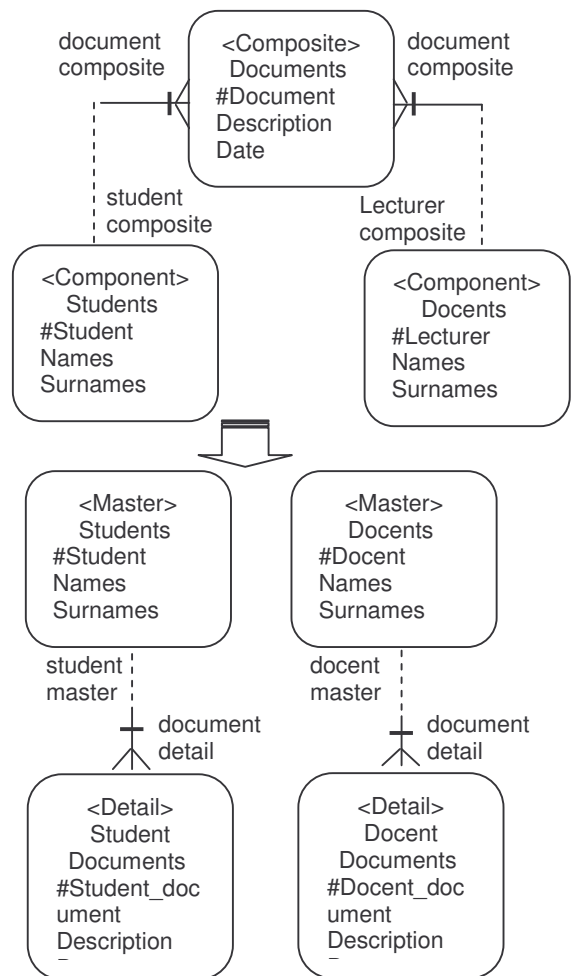 document
composite
<Composite>
Documents
#Document
Description
Date
document
composite
student
composite
Lecturer
composite
<Component>
Students
#Student
Names
Surnames
<Component>
Docents
#Lecturer
Names
Surnames
<Master>
Students
#Student
Names
Surnames
<Master>
Docents
#Docent
Names
Surnames
student
master
docent
master
document
detail
document
detail
<Detail>
Student
Documents
#Student_doc
ument
Description
<Detail>
Docent
Documents
#Docent_doc
ument
Description